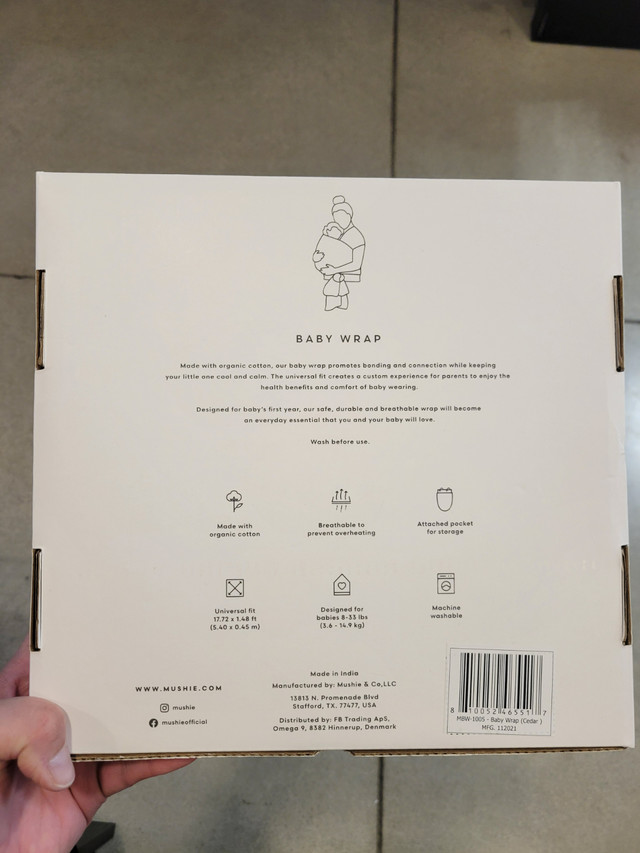 BABY WRAP
Made with organic cotton, our baby wrap promotes bonding and connection while keeping
your little one cool and calm. The universal fit creates a custom experience for parents to enjoy the
health benefits and comfort of baby wearing.
Designed for baby's first year, our safe, durable and breathable wrap will become
an everyday essential that you and your baby will love.
Wash before use.
Made with
organic cotton
Breathable to
prevent overheating
Attached pocket
for storage
Universal fit
17.72 x 1.48 ft
(5.40 x 0.45 m)
Designed for
babies 8-33 lbs
(3.6 - 14.9 kg)
Machine
washable
WWW.MUSHIE.COM
mushie
mushieofficial
Made in India
Manufactured by: Mushie & Co,LLC
13813 N. Promenade Blvd
Stafford, TX. 77477, USA
Distributed by: FB Trading ApS,
Omega 9, 8382 Hinnerup, Denmark
8 10052 46551 7
MBW-1005 - Baby Wrap (Cedar )
MFG. 112021